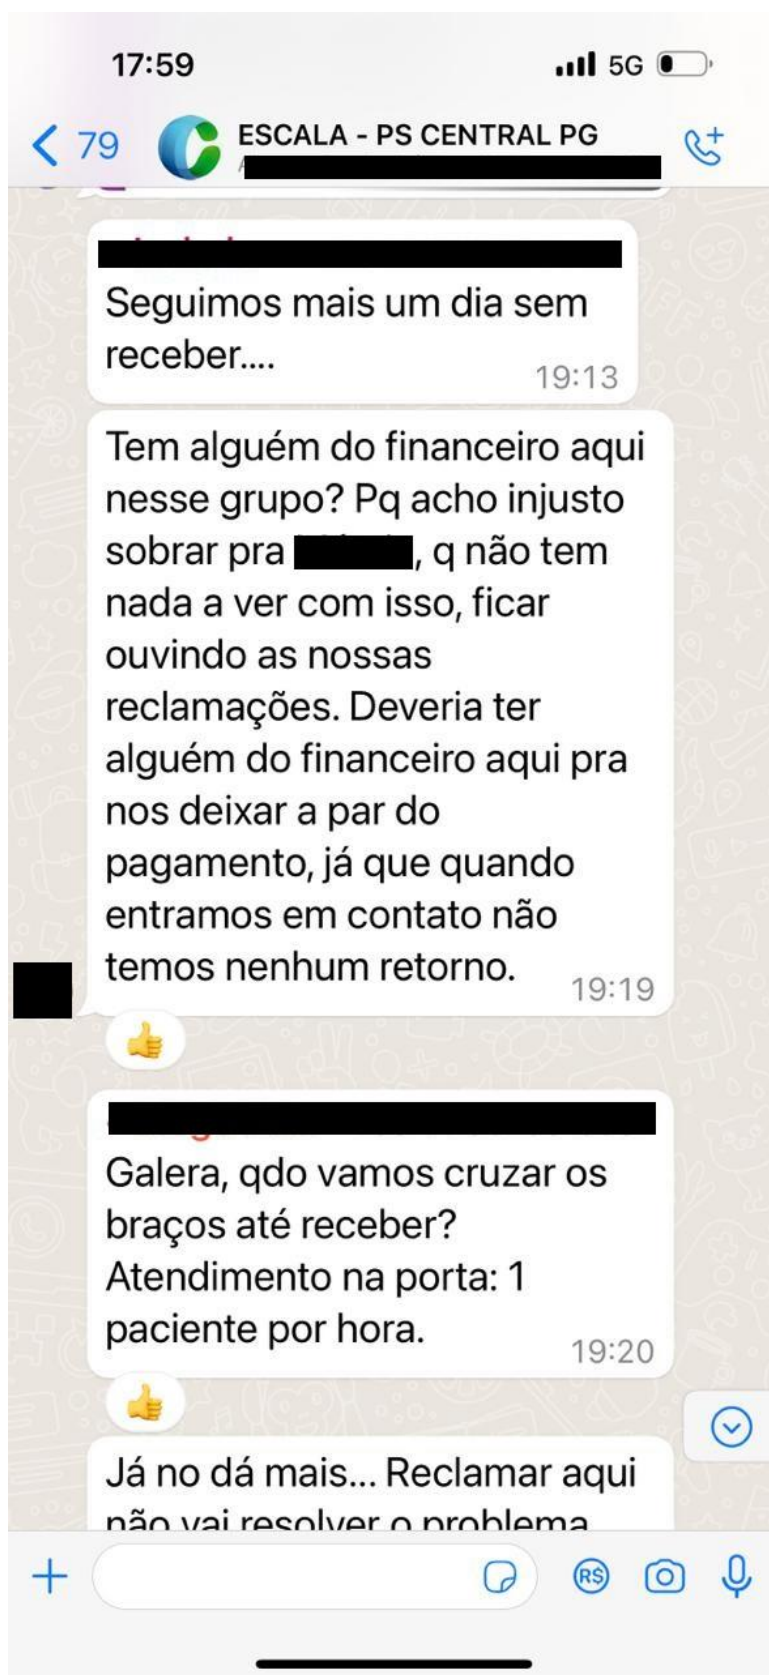 17:59
5G
79
ESCALA - PS CENTRAL PG
Seguimos mais um dia sem
receber....
19:13
Tem alguém do financeiro aqui
nesse grupo? Pq acho injusto
sobrar pra , q não tem
nada a ver com isso, ficar
ouvindo as nossas
reclamações. Deveria ter
alguém do financeiro aqui pra
nos deixar a par do
pagamento, já que quando
entramos em contato não
temos nenhum retorno.
19:19
Galera, qdo vamos cruzar os
braços até receber?
Atendimento na porta: 1
paciente por hora.
19:20
Já no dá mais... Reclamar aqui
não vai resolver o problema
R$